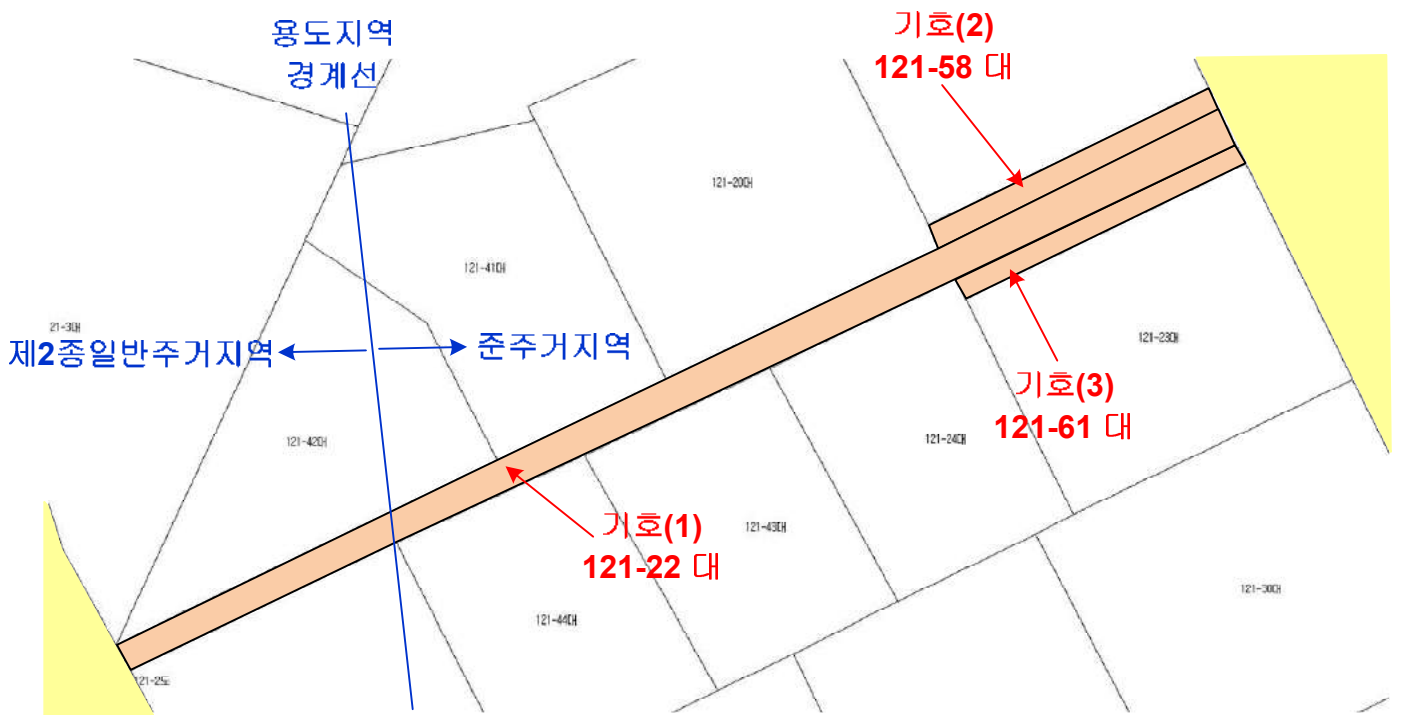 용도지역
경계선
기호(2)
121-58 대
121-20대
121-41대
21-3대
제2종일반주거지역
준주거지역
121-23대
기호(3)
121-61 대
121-42대
121-24대
기호(1)
121-22 대
121-43대
121-30대
121-44대
121-25도